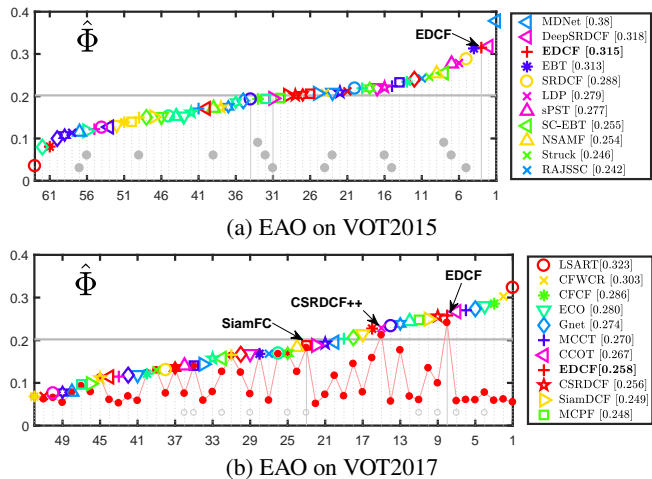 (a)
Φ̂
EDCF
0.4
0.3
0.2
0.1
0
61 56 51 46 41 36 31 26 21 16 11 6 1
MDNet [0.38]
DeepSRDCF [0.318]
EDCF [0.315]
EBT [0.313]
SRDCF [0.288]
LDP [0.279]
sPST [0.277]
SC-EBT [0.255]
NSAMF [0.254]
Struck [0.246]
RAJSSC [0.242]
(a) EAO on VOT2015
(b)
Φ̂
EDCF
CSRDCF++
SiamFC
0.4
0.3
0.2
0.1
0
49 45 41 37 33 29 25 21 17 13 9 5 1
LSART[0.323]
CFWCR [0.303]
CFCF [0.286]
ECO [0.280]
Gnet [0.274]
MCCT [0.270]
CCOT [0.267]
EDCF[0.258]
CSRDCF [0.256]
SiamDCF [0.249]
MCPF [0.248]
(b) EAO on VOT2017